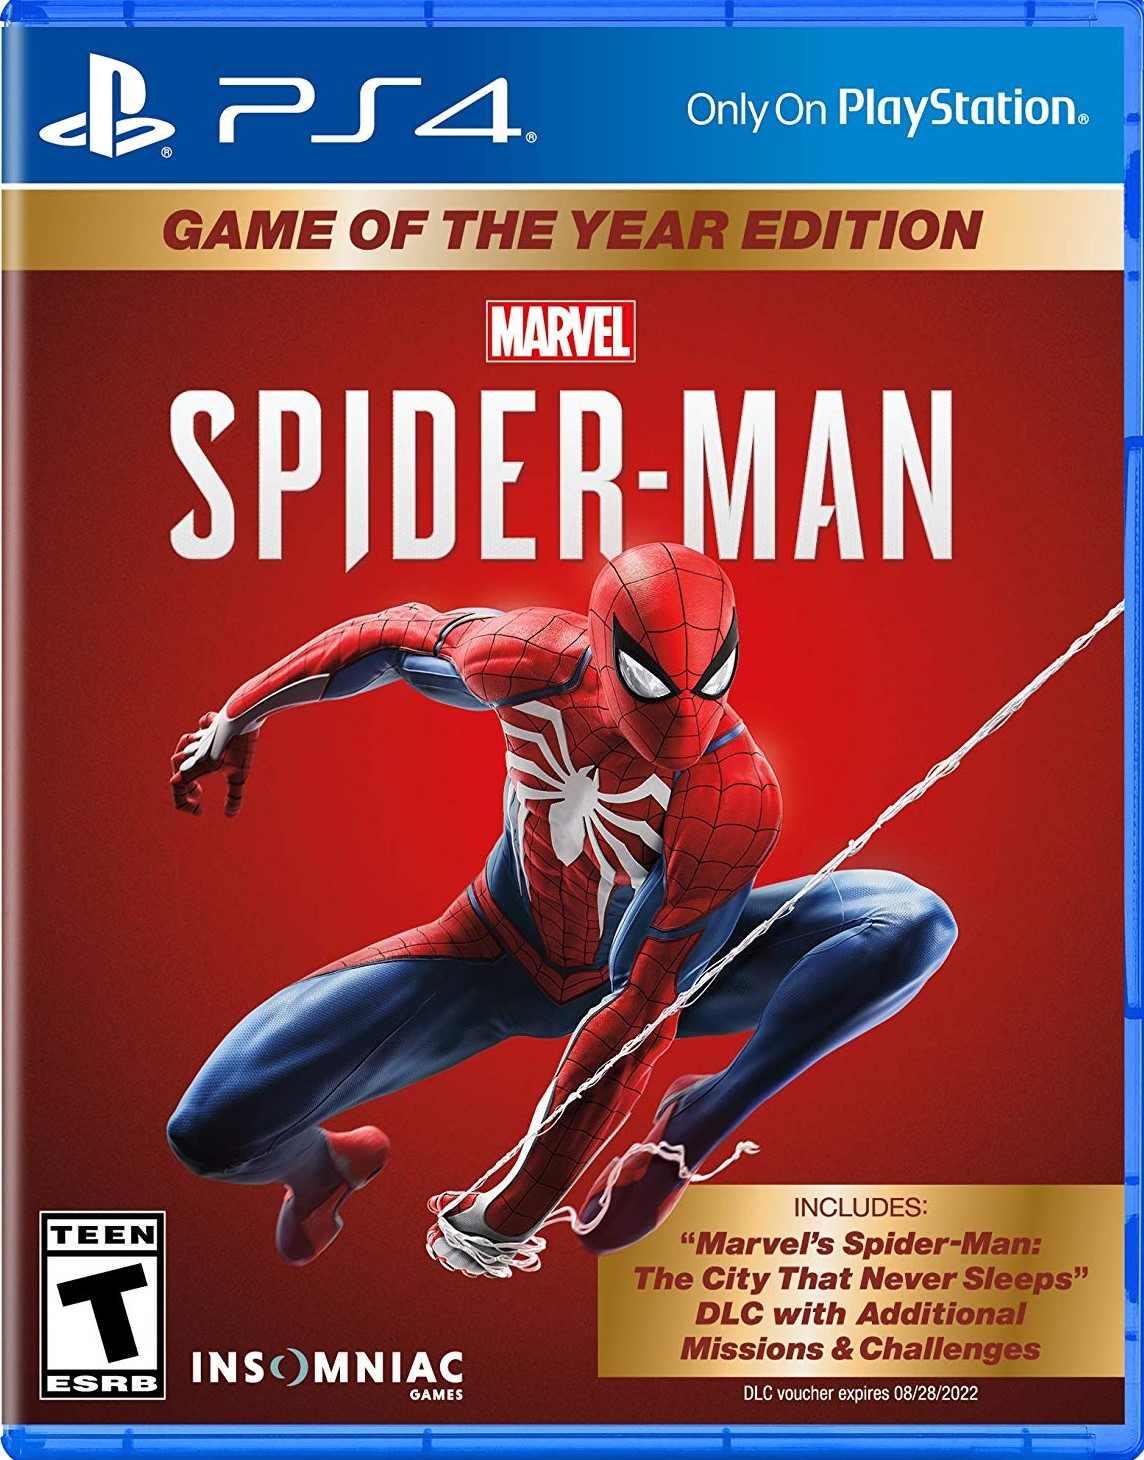 PS4®
Only On PlayStation®
GAME OF THE YEAR EDITION
MARVEL
SPIDER-MAN
INCLUDES:
“Marvel’s Spider-Man:
The City That Never Sleeps”
DLC with Additional
Missions & Challenges
DLC voucher expires 08/28/2022
TEEN
T
ESRB
INSOMNIAC
GAMES